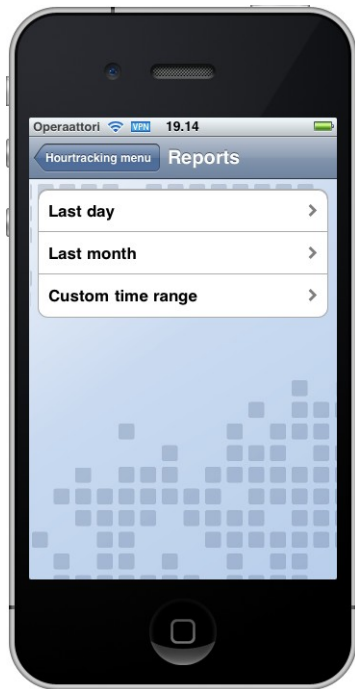 Operaattori VPN 19.14
Hourtracking menu Reports
Last day
Last month
Custom time range